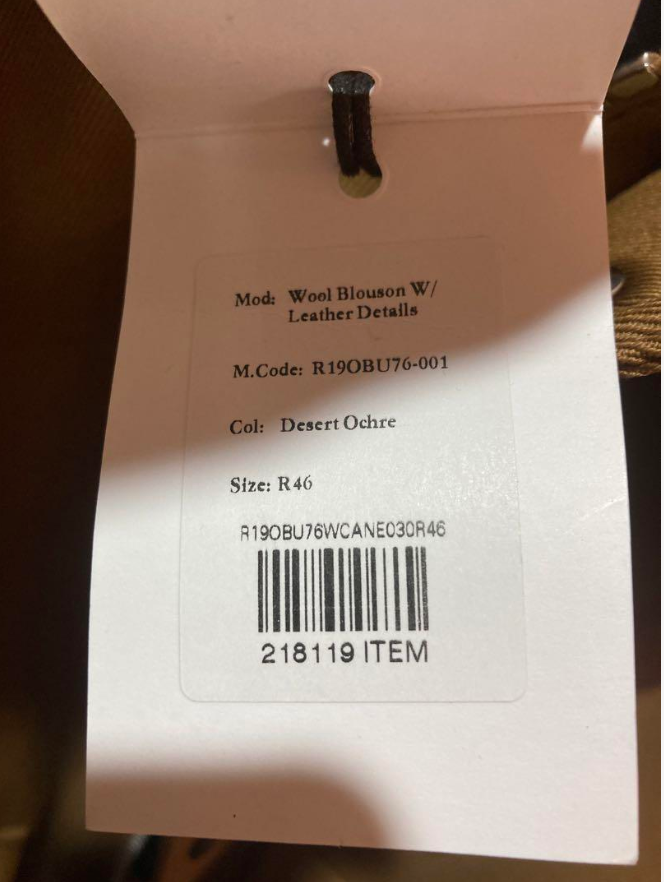 Mod: Wool Blouson W/
Leather Details
M.Code: R19OBU76-001
Col: Desert Ochre
Size: R46
R19OBU76WCANE030R46
218119 ITEM